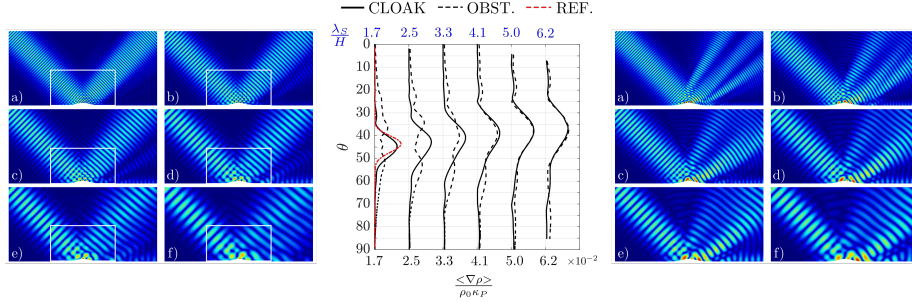 CLOAK OBST. REF.
λ_S/H 1.7 2.5 3.3 4.1 5.0 6.2
0
10
20
30
40
50
60
70
80
90
θ
1.7 2.5 3.3 4.1 5.0 6.2 ×10⁻²
<∇ρ>/ρ₀κ_P
a) b)
c) d)
e) f)
a) b)
c) d)
e) f)